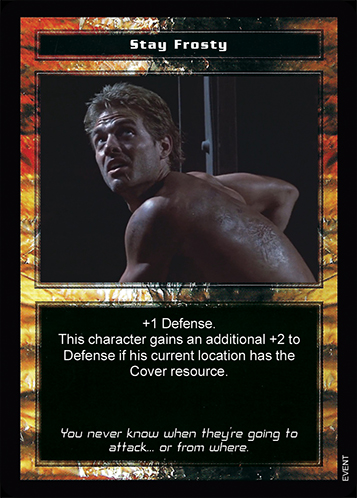 Stay Frosty
+1 Defense.
This character gains an additional +2 to
Defense if his current location has the
Cover resource.
You never know when they're going to
attack... or from where.
EVENT